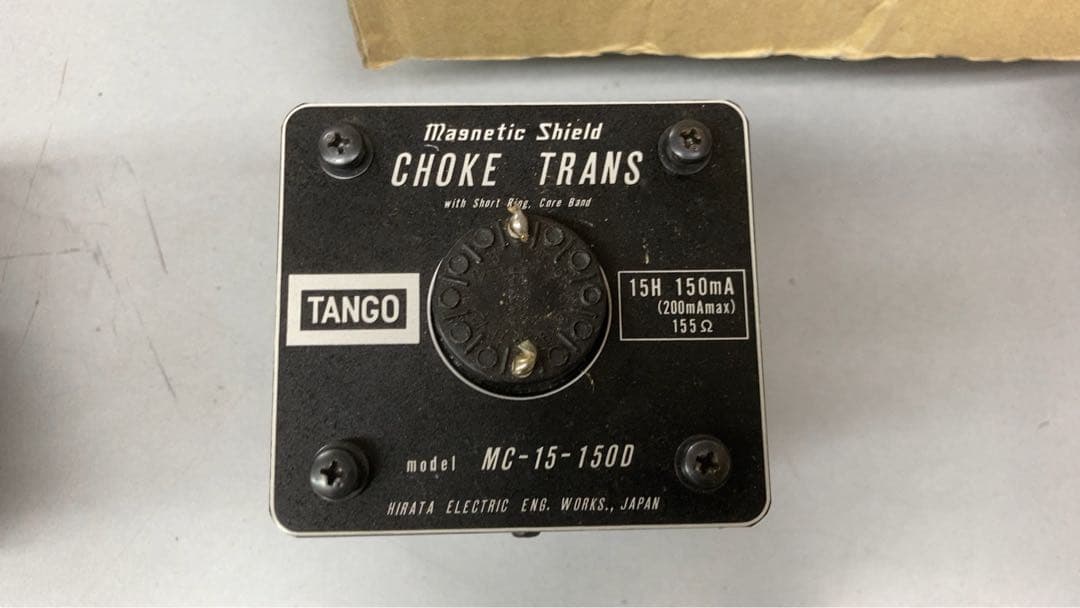 Magnetic Shield
CHOKE TRANS
with Short Ring, Core Band
TANGO
15H 150mA
(200mAmax)
155Ω
model MC-15-150D
HIRATA ELECTRIC ENG. WORKS., JAPAN